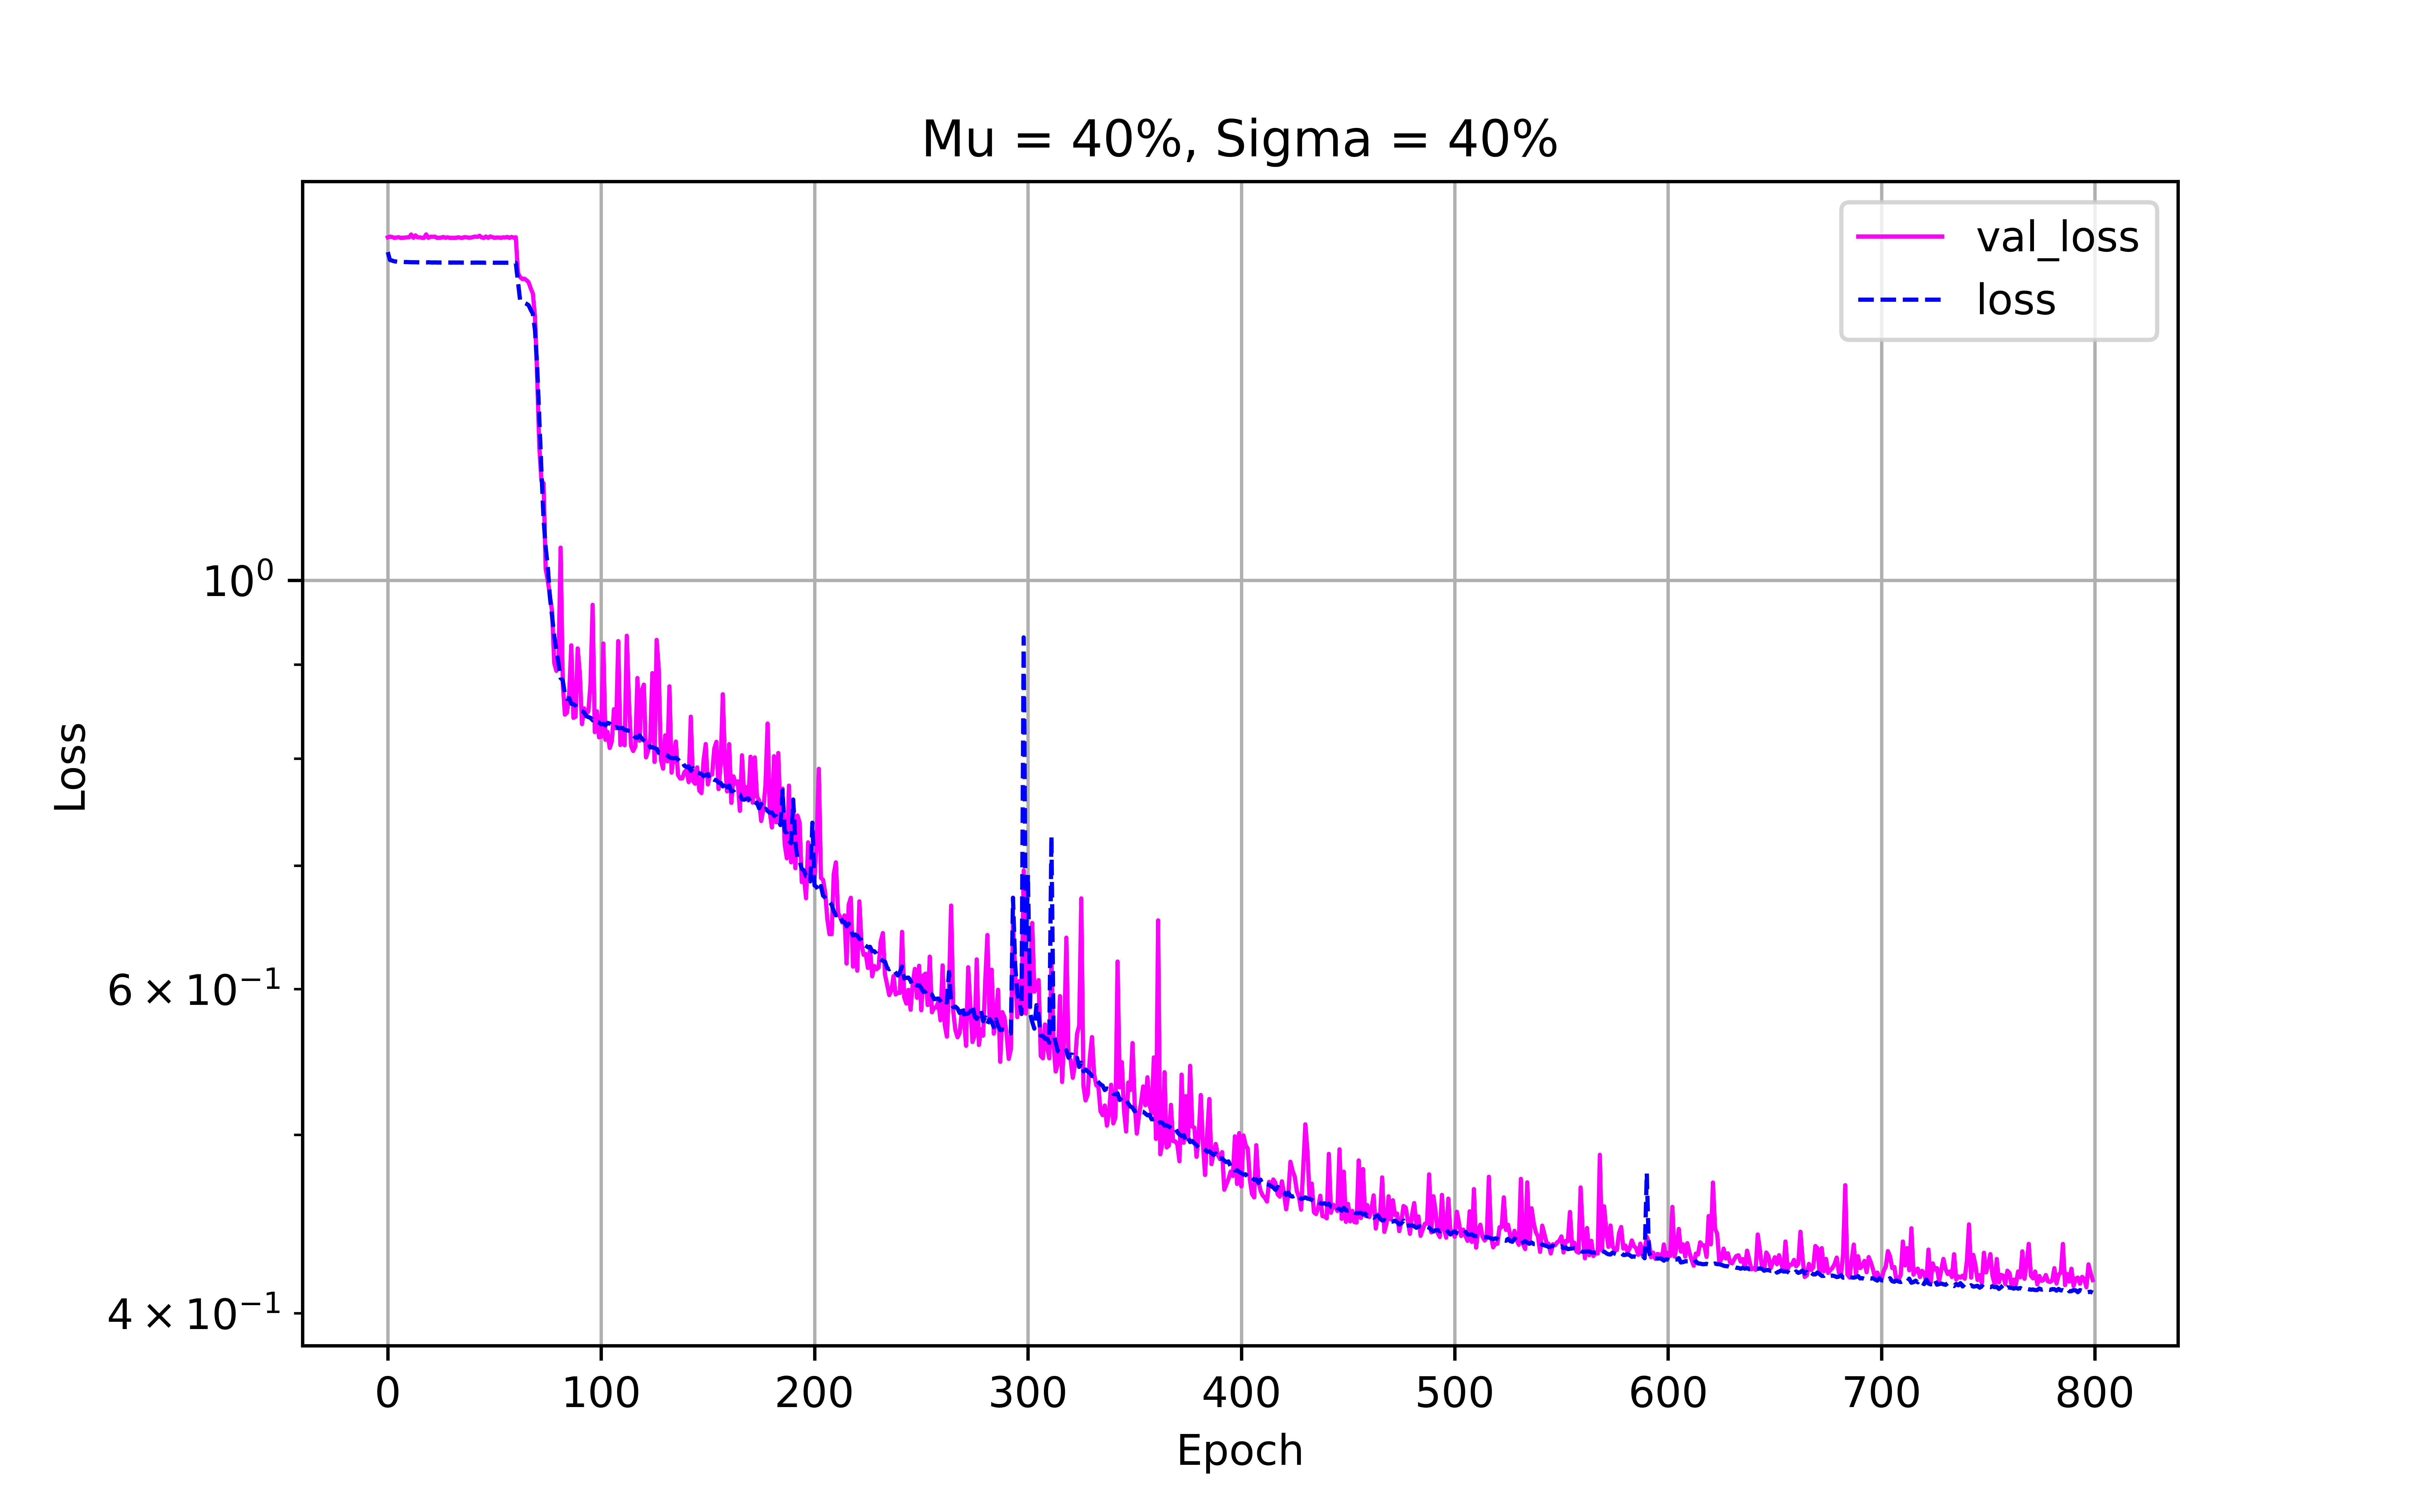 Mu = 40%, Sigma = 40%
val_loss
loss
10⁰
6 × 10⁻¹
4 × 10⁻¹
Loss
0 100 200 300 400 500 600 700 800
Epoch